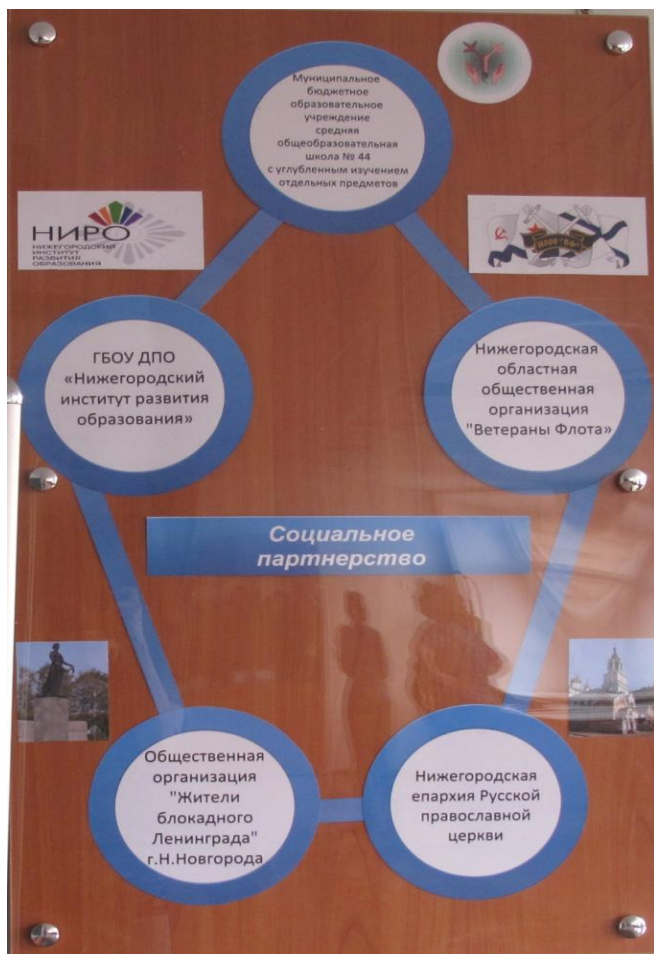 Муниципальное
бюджетное
образовательное
учреждение
средняя
общеобразовательная
школа № 44
с углубленным изучением
отдельных предметов
НИРО
НИЖЕГОРОДСКИЙ
ИНСТИТУТ
РАЗВИТИЯ
ОБРАЗОВАНИЯ
ГБОУ ДПО
«Нижегородский
институт развития
образования»
Нижегородская
областная
общественная
организация
"Ветераны Флота»
Социальное
партнерство
Общественная
организация
"Жители
блокадного
Ленинграда"
г.Н.Новгорода
Нижегородская
епархия Русской
православной
церкви